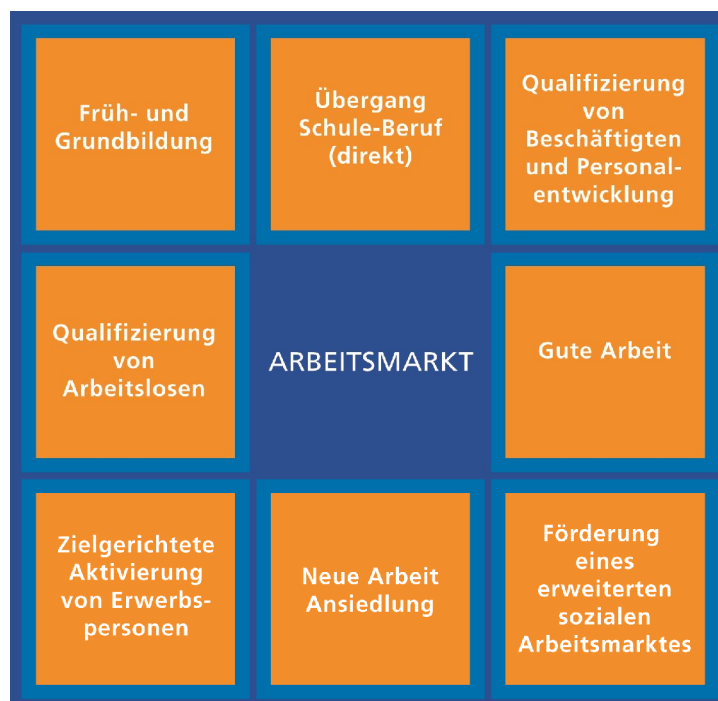 Früh- und
Grundbildung
Übergang
Schule-Beruf
(direkt)
Qualifizierung
von
Beschäftigten
und Personal-
entwicklung
Qualifizierung
von
Arbeitslosen
ARBEITSMARKT
Gute Arbeit
Zielgerichtete
Aktivierung
von Erwerbs-
personen
Neue Arbeit
Ansiedlung
Förderung
eines
erweiterten
sozialen
Arbeitsmarktes